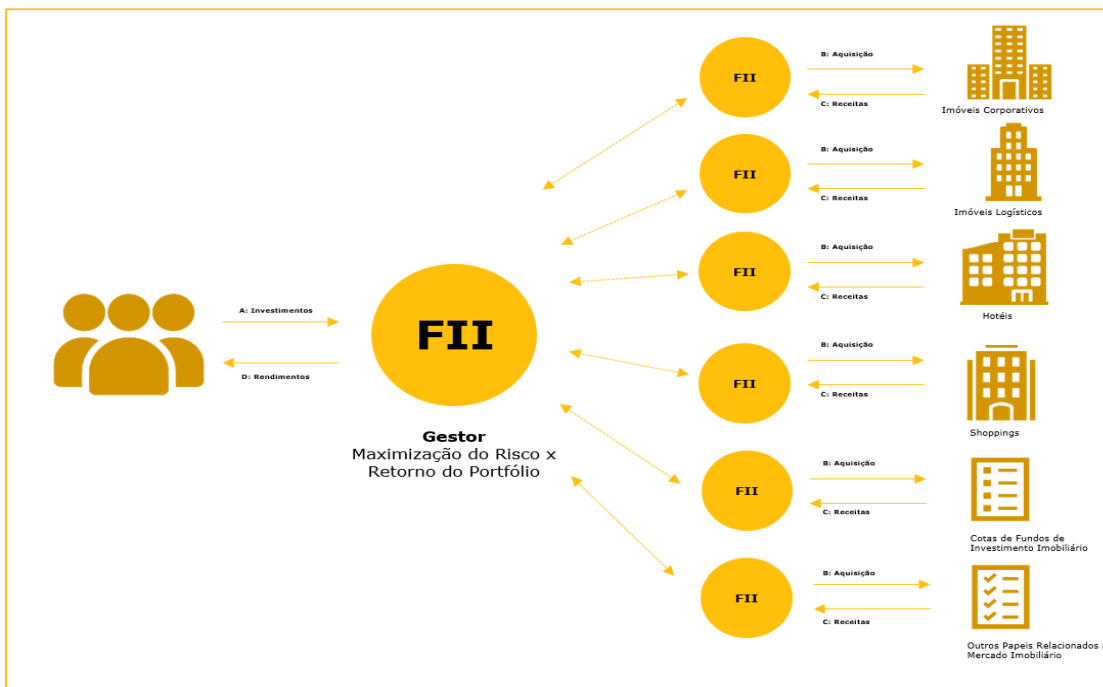 FII
B: Aquisição
C: Receitas
Imóveis Corporativos
FII
B: Aquisição
C: Receitas
Imóveis Logísticos
FII
B: Aquisição
C: Receitas
Hotéis
A: Investimentos
D: Rendimentos
FII
Gestor
Maximização do Risco x
Retorno do Portfólio
FII
B: Aquisição
C: Receitas
Shoppings
FII
B: Aquisição
C: Receitas
Cotas de Fundos de
Investimento Imobiliário
FII
B: Aquisição
C: Receitas
Outros Papeis Relacionados
Mercado Imobiliário